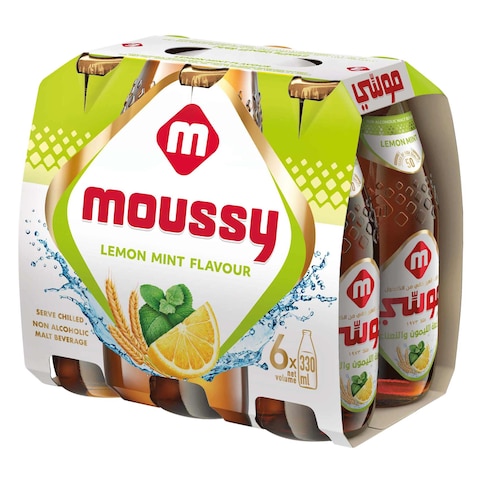 m
moussy
LEMON MINT FLAVOUR
SERVE CHILLED
NON ALCOHOLIC
MALT BEVERAGE
6x
net
volume
330
ml
موسي
LEMON MINT
50
m
m
موسي